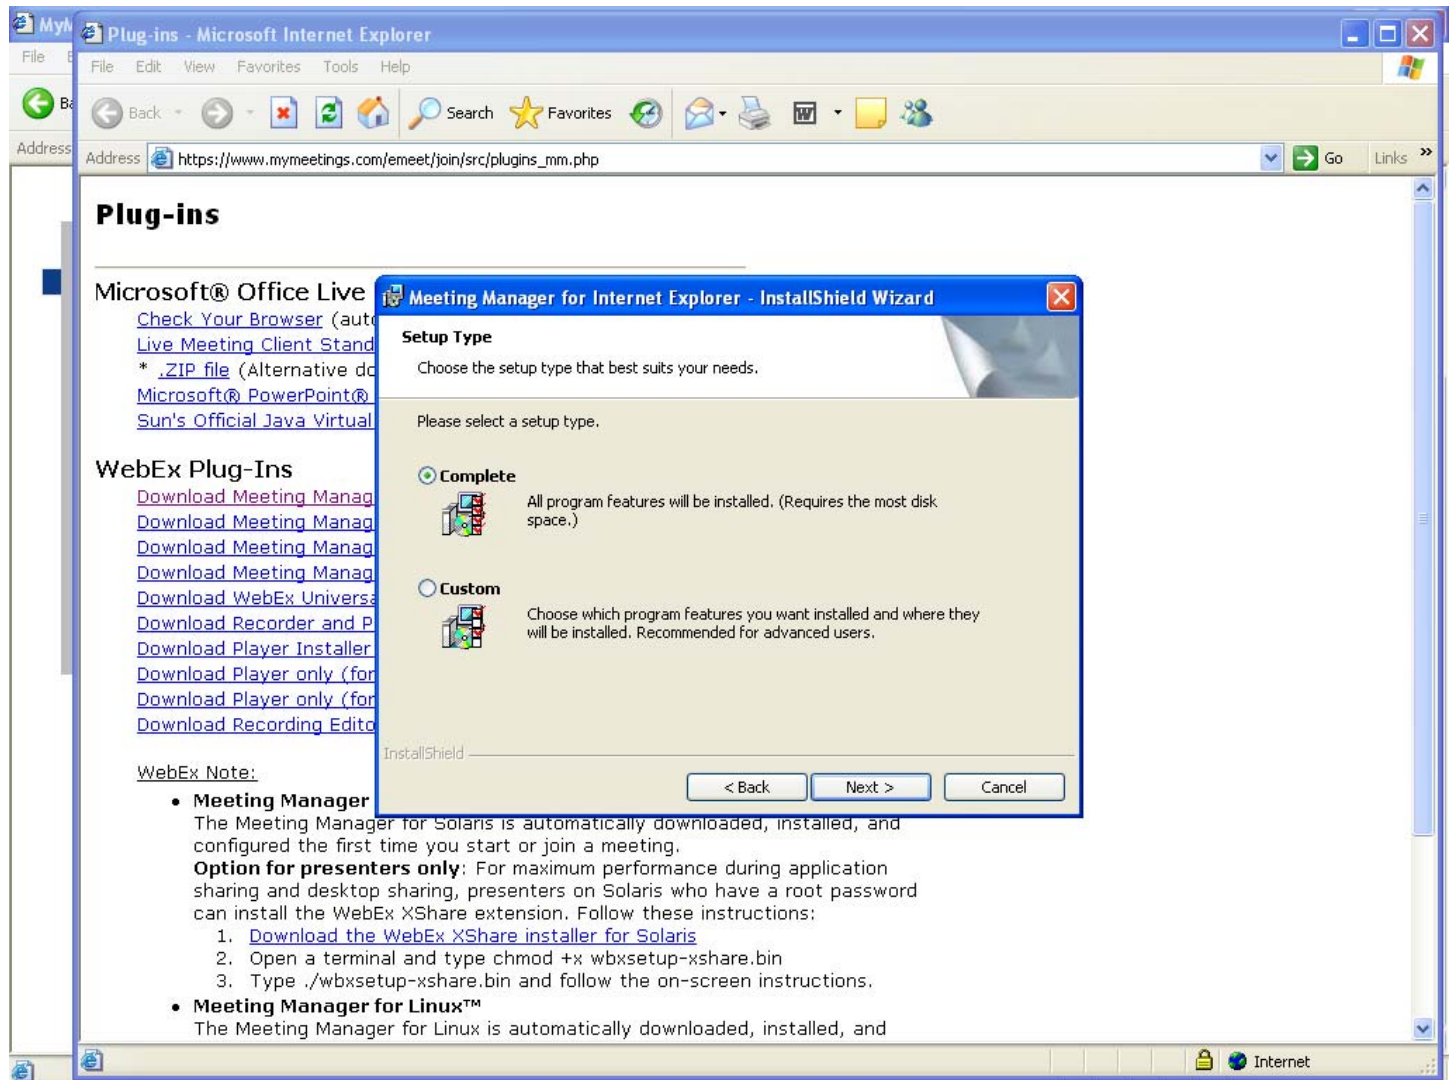 MyM
Plug-ins - Microsoft Internet Explorer
File
File Edit View Favorites Tools Help
Back Search Favorites
Address
Address https://www.mymeetings.com/emeet/join/src/plugins_mm.php Go Links »
Plug-ins
Microsoft® Office Live
Check Your Browser (auto
Live Meeting Client Stand
* .ZIP file (Alternative do
Microsoft® PowerPoint®
Sun's Official Java Virtual
WebEx Plug-Ins
Download Meeting Manag
Download Meeting Manag
Download Meeting Manag
Download Meeting Manag
Download WebEx Universa
Download Recorder and P
Download Player Installer
Download Player only (for
Download Player only (for
Download Recording Edito
WebEx Note:
• Meeting Manager
The Meeting Manager for Solaris is automatically downloaded, installed, and
configured the first time you start or join a meeting.
Option for presenters only: For maximum performance during application
sharing and desktop sharing, presenters on Solaris who have a root password
can install the WebEx XShare extension. Follow these instructions:
1. Download the WebEx XShare installer for Solaris
2. Open a terminal and type chmod +x wbxsetup-xshare.bin
3. Type ./wbxsetup-xshare.bin and follow the on-screen instructions.
• Meeting Manager for Linux™
The Meeting Manager for Linux is automatically downloaded, installed, and
Meeting Manager for Internet Explorer - InstallShield Wizard
Setup Type
Choose the setup type that best suits your needs.
Please select a setup type.
Complete
All program features will be installed. (Requires the most disk
space.)
Custom
Choose which program features you want installed and where they
will be installed. Recommended for advanced users.
InstallShield
< Back Next > Cancel
Internet